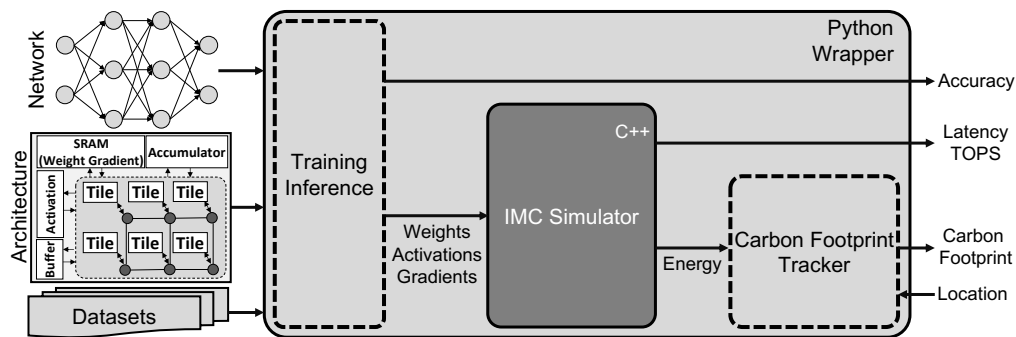 Network
Architecture
SRAM
(Weight Gradient)
Accumulator
Activation
Buffer
Tile
Tile
Tile
Tile
Tile
Tile
Datasets
Training
Inference
Weights
Activations
Gradients
C++
IMC Simulator
Energy
Carbon Footprint
Tracker
Python
Wrapper
Accuracy
Latency
TOPS
Carbon
Footprint
Location